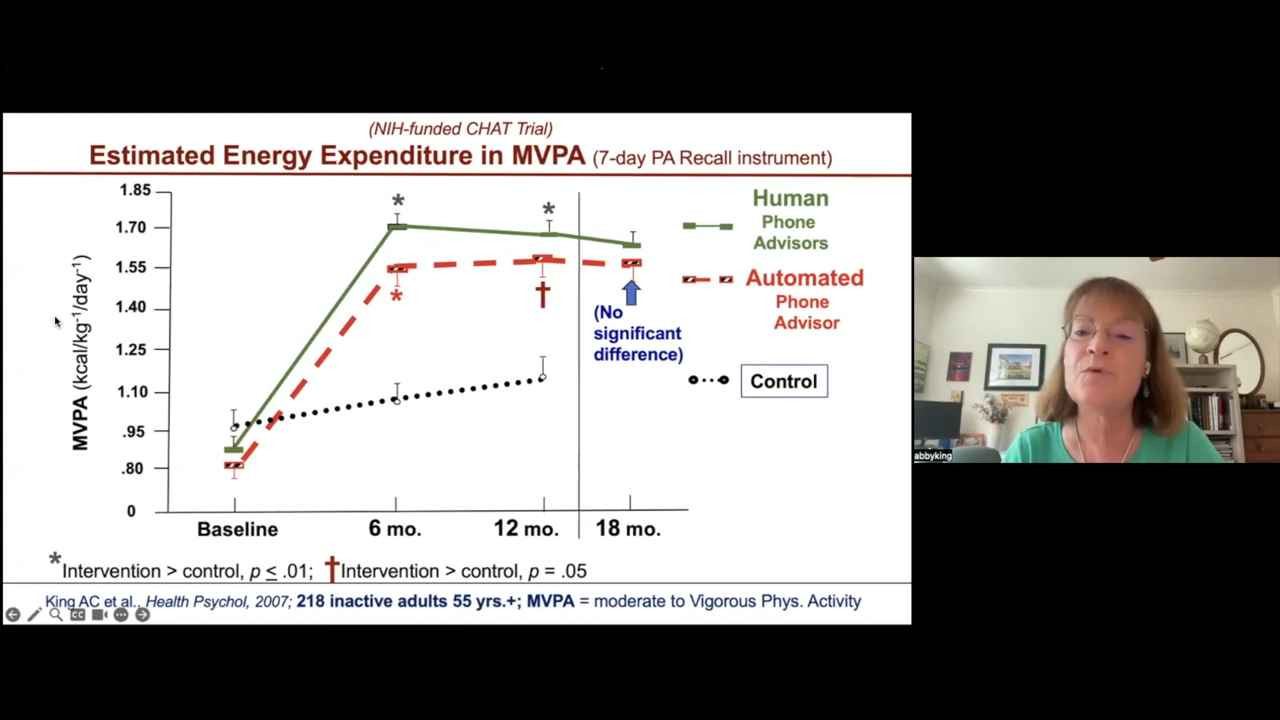 (NIH-funded CHAT Trial)
Estimated Energy Expenditure in MVPA (7-day PA Recall instrument)
MVPA (kcal/kg⁻¹/day⁻¹)
1.85
1.70
1.55
1.40
1.25
1.10
.95
.80
0
*
*
*
†
(No
significant
difference)
Human
Phone
Advisors
Automated
Phone
Advisor
Control
Baseline
6 mo.
12 mo.
18 mo.
*Intervention > control, p ≤ .01; †Intervention > control, p = .05
King AC et al., Health Psychol, 2007; 218 inactive adults 55 yrs.+; MVPA = moderate to Vigorous Phys. Activity
CC
abbyking